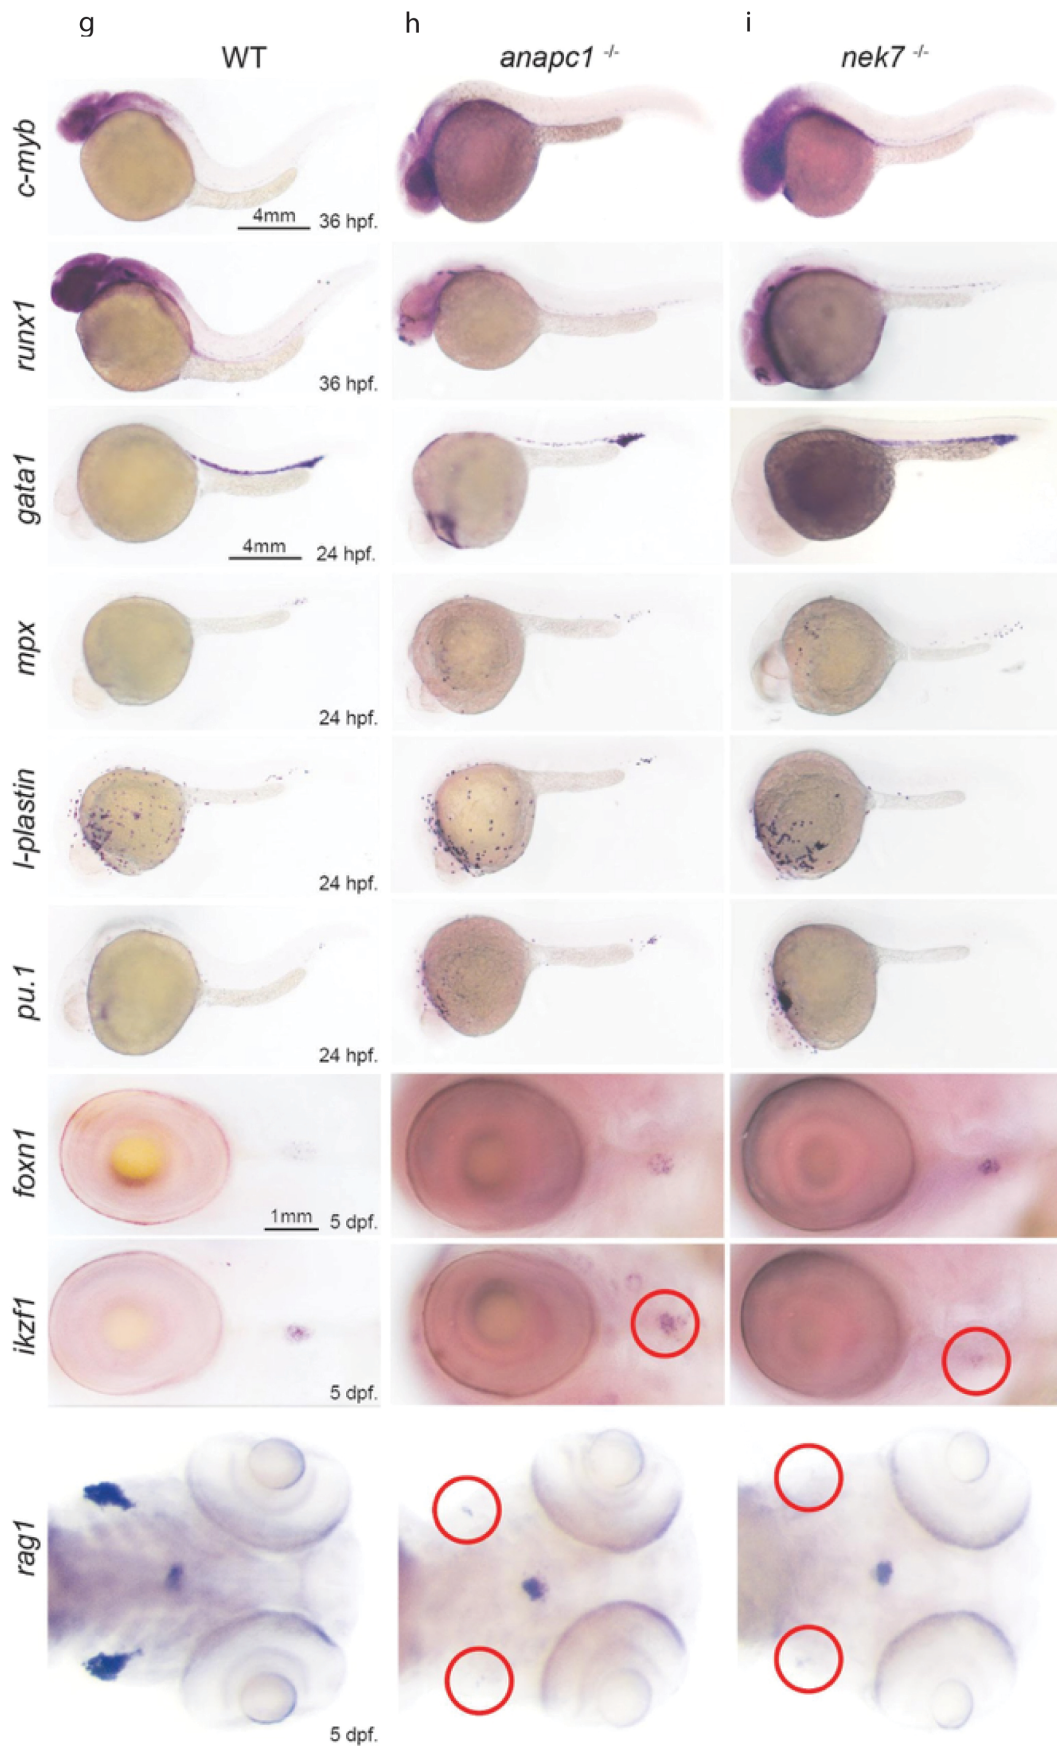 g h i
WT anapc1 -/- nek7 -/-
c-myb
4mm 36 hpf.
runx1
36 hpf.
gata1
4mm 24 hpf.
mpx
24 hpf.
l-plastin
24 hpf.
pu.1
24 hpf.
foxn1
1mm 5 dpf.
ikzf1
5 dpf.
rag1
5 dpf.